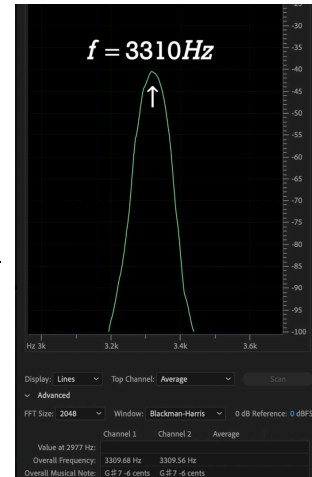 -30
-35
f = 3310Hz
-40
↑
-45
-50
-55
-60
-65
-70
-75
-80
-85
-90
-95
-100
Hz 3k 3.2k 3.4k 3.6k
Display: Lines Top Channel: Average Scan
Advanced
FFT Size: 2048 Window: Blackman-Harris 0 dB Reference: 0 dBFS
Channel 1 Channel 2 Average
Value at 2977 Hz:
Overall Frequency: 3309.68 Hz 3309.56 Hz
Overall Musical Note: G#7 -6 cents G#7 -6 cents